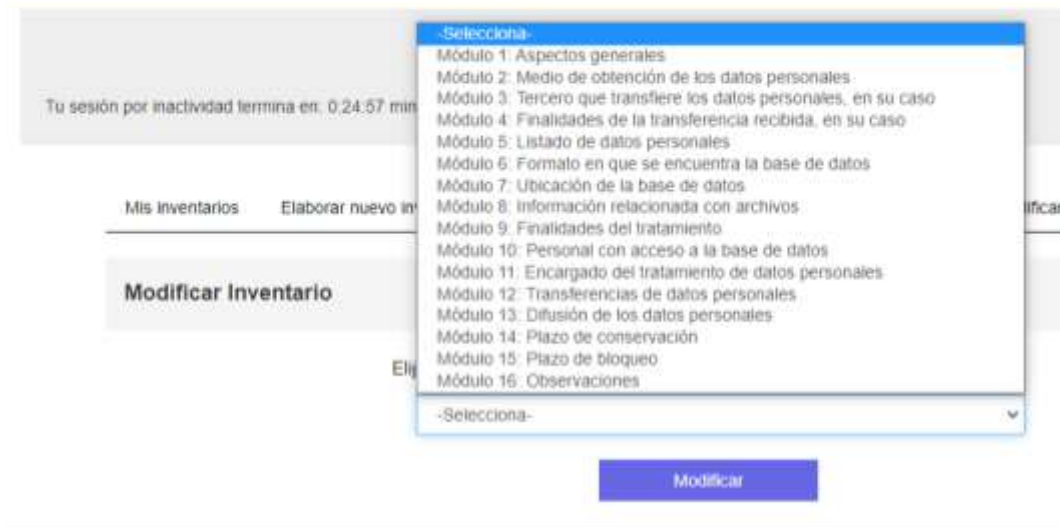 -Selecciona-
Módulo 1: Aspectos generales
Módulo 2: Medio de obtención de los datos personales
Módulo 3: Tercero que transfiere los datos personales, en su caso
Tu sesión por inactividad termina en: 0:24:57 min
Módulo 4: Finalidades de la transferencia recibida, en su caso
Módulo 5: Listado de datos personales
Módulo 6: Formato en que se encuentra la base de datos
Módulo 7: Ubicación de la base de datos
Mis inventarios Elaborar nuevo in
Módulo 8: Información relacionada con archivos
Módulo 9: Finalidades del tratamiento
Módulo 10: Personal con acceso a la base de datos
Módulo 11: Encargado del tratamiento de datos personales
Modificar Inventario
Módulo 12: Transferencias de datos personales
Módulo 13: Difusión de los datos personales
Módulo 14: Plazo de conservación
Módulo 15: Plazo de bloqueo
Módulo 16: Observaciones
-Selecciona-
Modificar